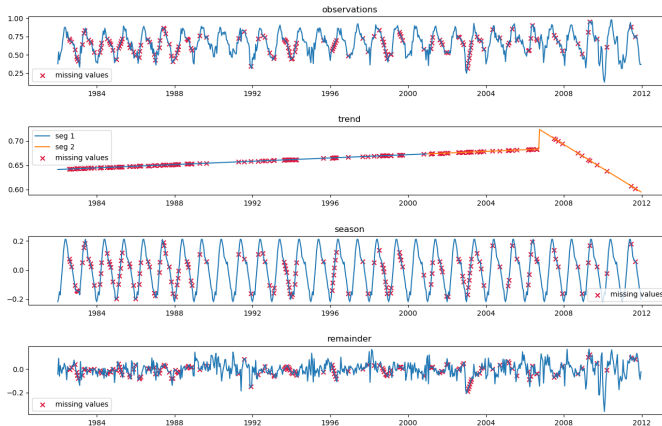 observations
1.00
0.75
0.50
0.25
missing values
1984 1988 1992 1996 2000 2004 2008 2012
trend
0.70
0.65
0.60
seg 1
seg 2
missing values
1984 1988 1992 1996 2000 2004 2008 2012
season
0.2
0.0
−0.2
missing values
1984 1988 1992 1996 2000 2004 2008 2012
remainder
0.0
−0.2
missing values
1984 1988 1992 1996 2000 2004 2008 2012